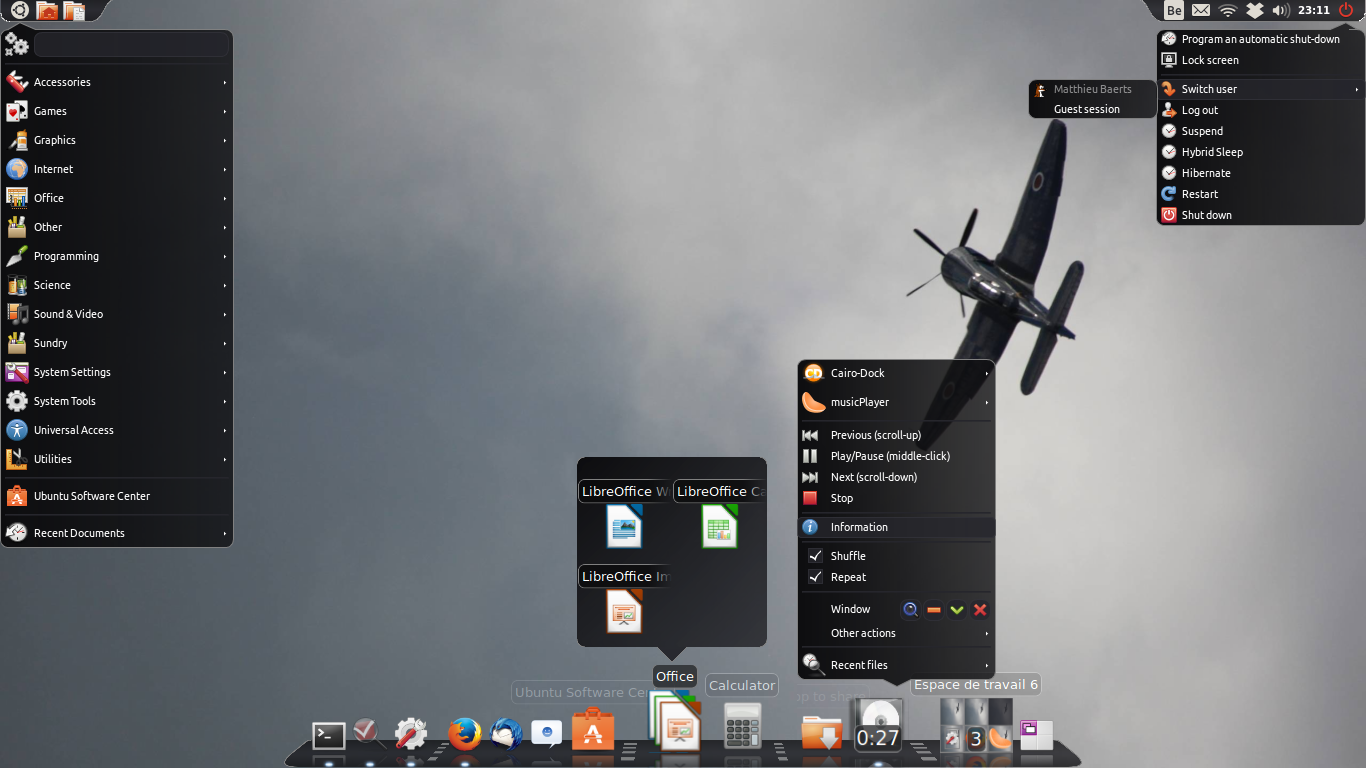 Be
23:11
Accessories
Games
Graphics
Internet
Office
Other
Programming
Science
Sound & Video
Sundry
System Settings
System Tools
Universal Access
Utilities
Ubuntu Software Center
Recent Documents
Program an automatic shut-down
Lock screen
Switch user
Log out
Suspend
Hybrid Sleep
Hibernate
Restart
Shut down
Matthieu Baerts
Guest session
Cairo-Dock
musicPlayer
Previous (scroll-up)
Play/Pause (middle-click)
Next (scroll-down)
Stop
Information
Shuffle
Repeat
Window
Other actions
Recent files
LibreOffice W
LibreOffice Ca
LibreOffice Im
Office
Ubuntu Software Ce
Calculator
p to share
Espace de travail 6
0:27
3